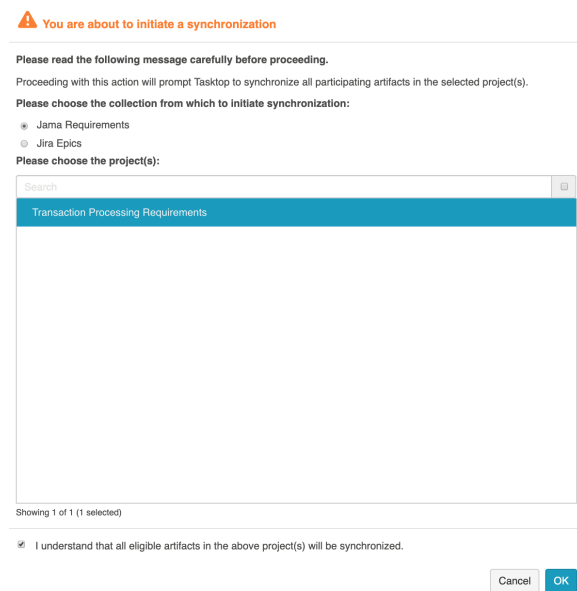 You are about to initiate a synchronization
Please read the following message carefully before proceeding.
Proceeding with this action will prompt Tasktop to synchronize all participating artifacts in the selected project(s).
Please choose the collection from which to initiate synchronization:
Jama Requirements
Jira Epics
Please choose the project(s):
Search
Transaction Processing Requirements
Showing 1 of 1 (1 selected)
I understand that all eligible artifacts in the above project(s) will be synchronized.
Cancel OK